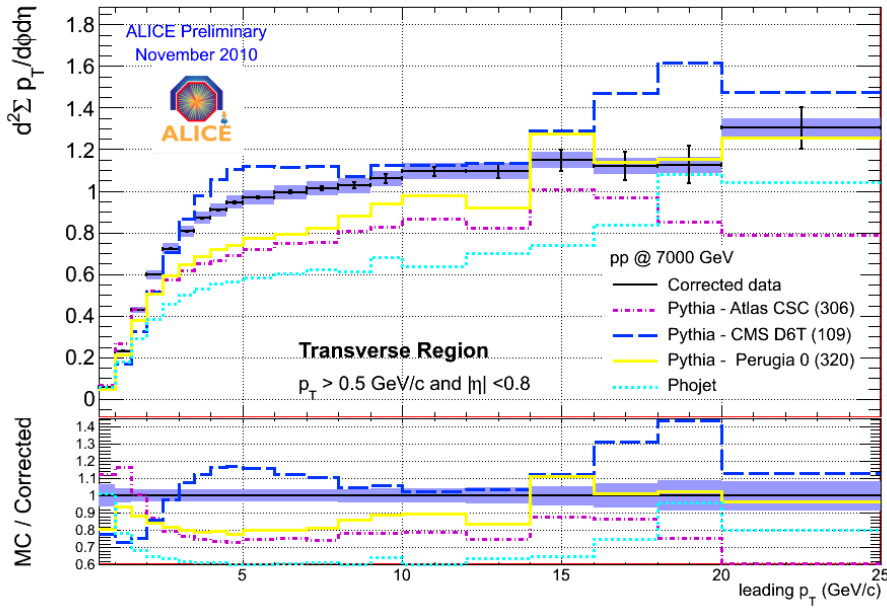 ALICE Preliminary
November 2010
ALICE
d²Σ p_T/dϕdη
1.8
1.6
1.4
1.2
1
0.8
0.6
0.4
0.2
0
pp @ 7000 GeV
Corrected data
Pythia - Atlas CSC (306)
Pythia - CMS D6T (109)
Pythia - Perugia 0 (320)
Phojet
Transverse Region
p_T > 0.5 GeV/c and |η| <0.8
MC / Corrected
1.4
1.3
1.2
1.1
1
0.9
0.8
0.7
0.6
5
10
15
20
25
leading p_T (GeV/c)